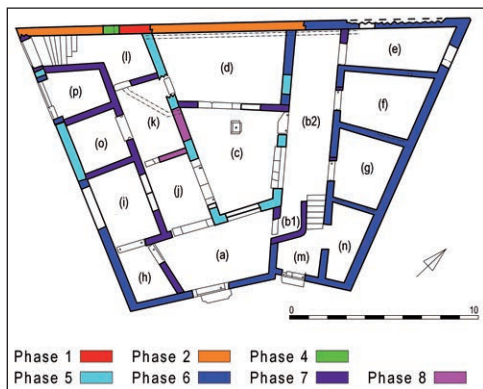 (e)
(l)
(d)
(p)
(f)
(k)
(b2)
(o)
(c)
(g)
(i)
(j)
(b1)
(n)
(a)
(m)
(h)
0 10
Phase 1 Phase 2 Phase 4
Phase 5 Phase 6 Phase 7 Phase 8